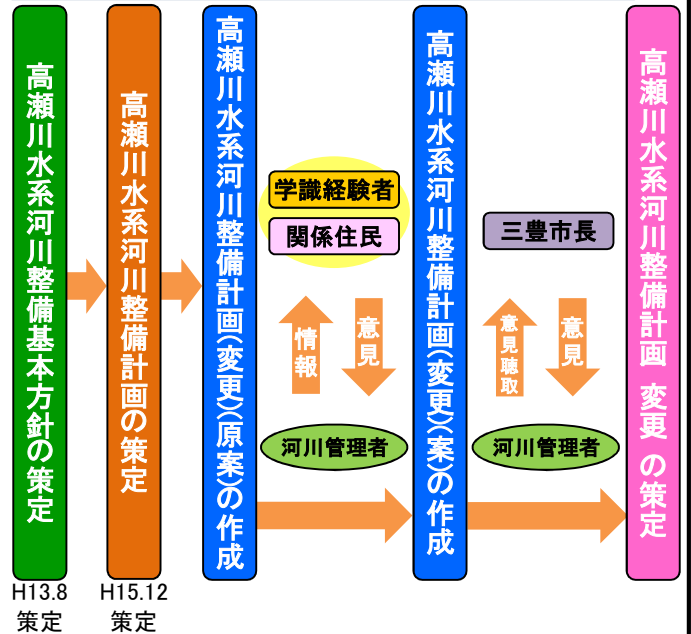 高瀬川水系河川整備基本方針の策定
H13.8
策定
高瀬川水系河川整備計画の策定
H15.12
策定
高瀬川水系河川整備計画(変更)(原案)の作成
学識経験者
関係住民
情報
意見
河川管理者
高瀬川水系河川整備計画(変更)(案)の作成
三豊市長
意見聴取
意見
河川管理者
高瀬川水系河川整備計画 変更 の策定